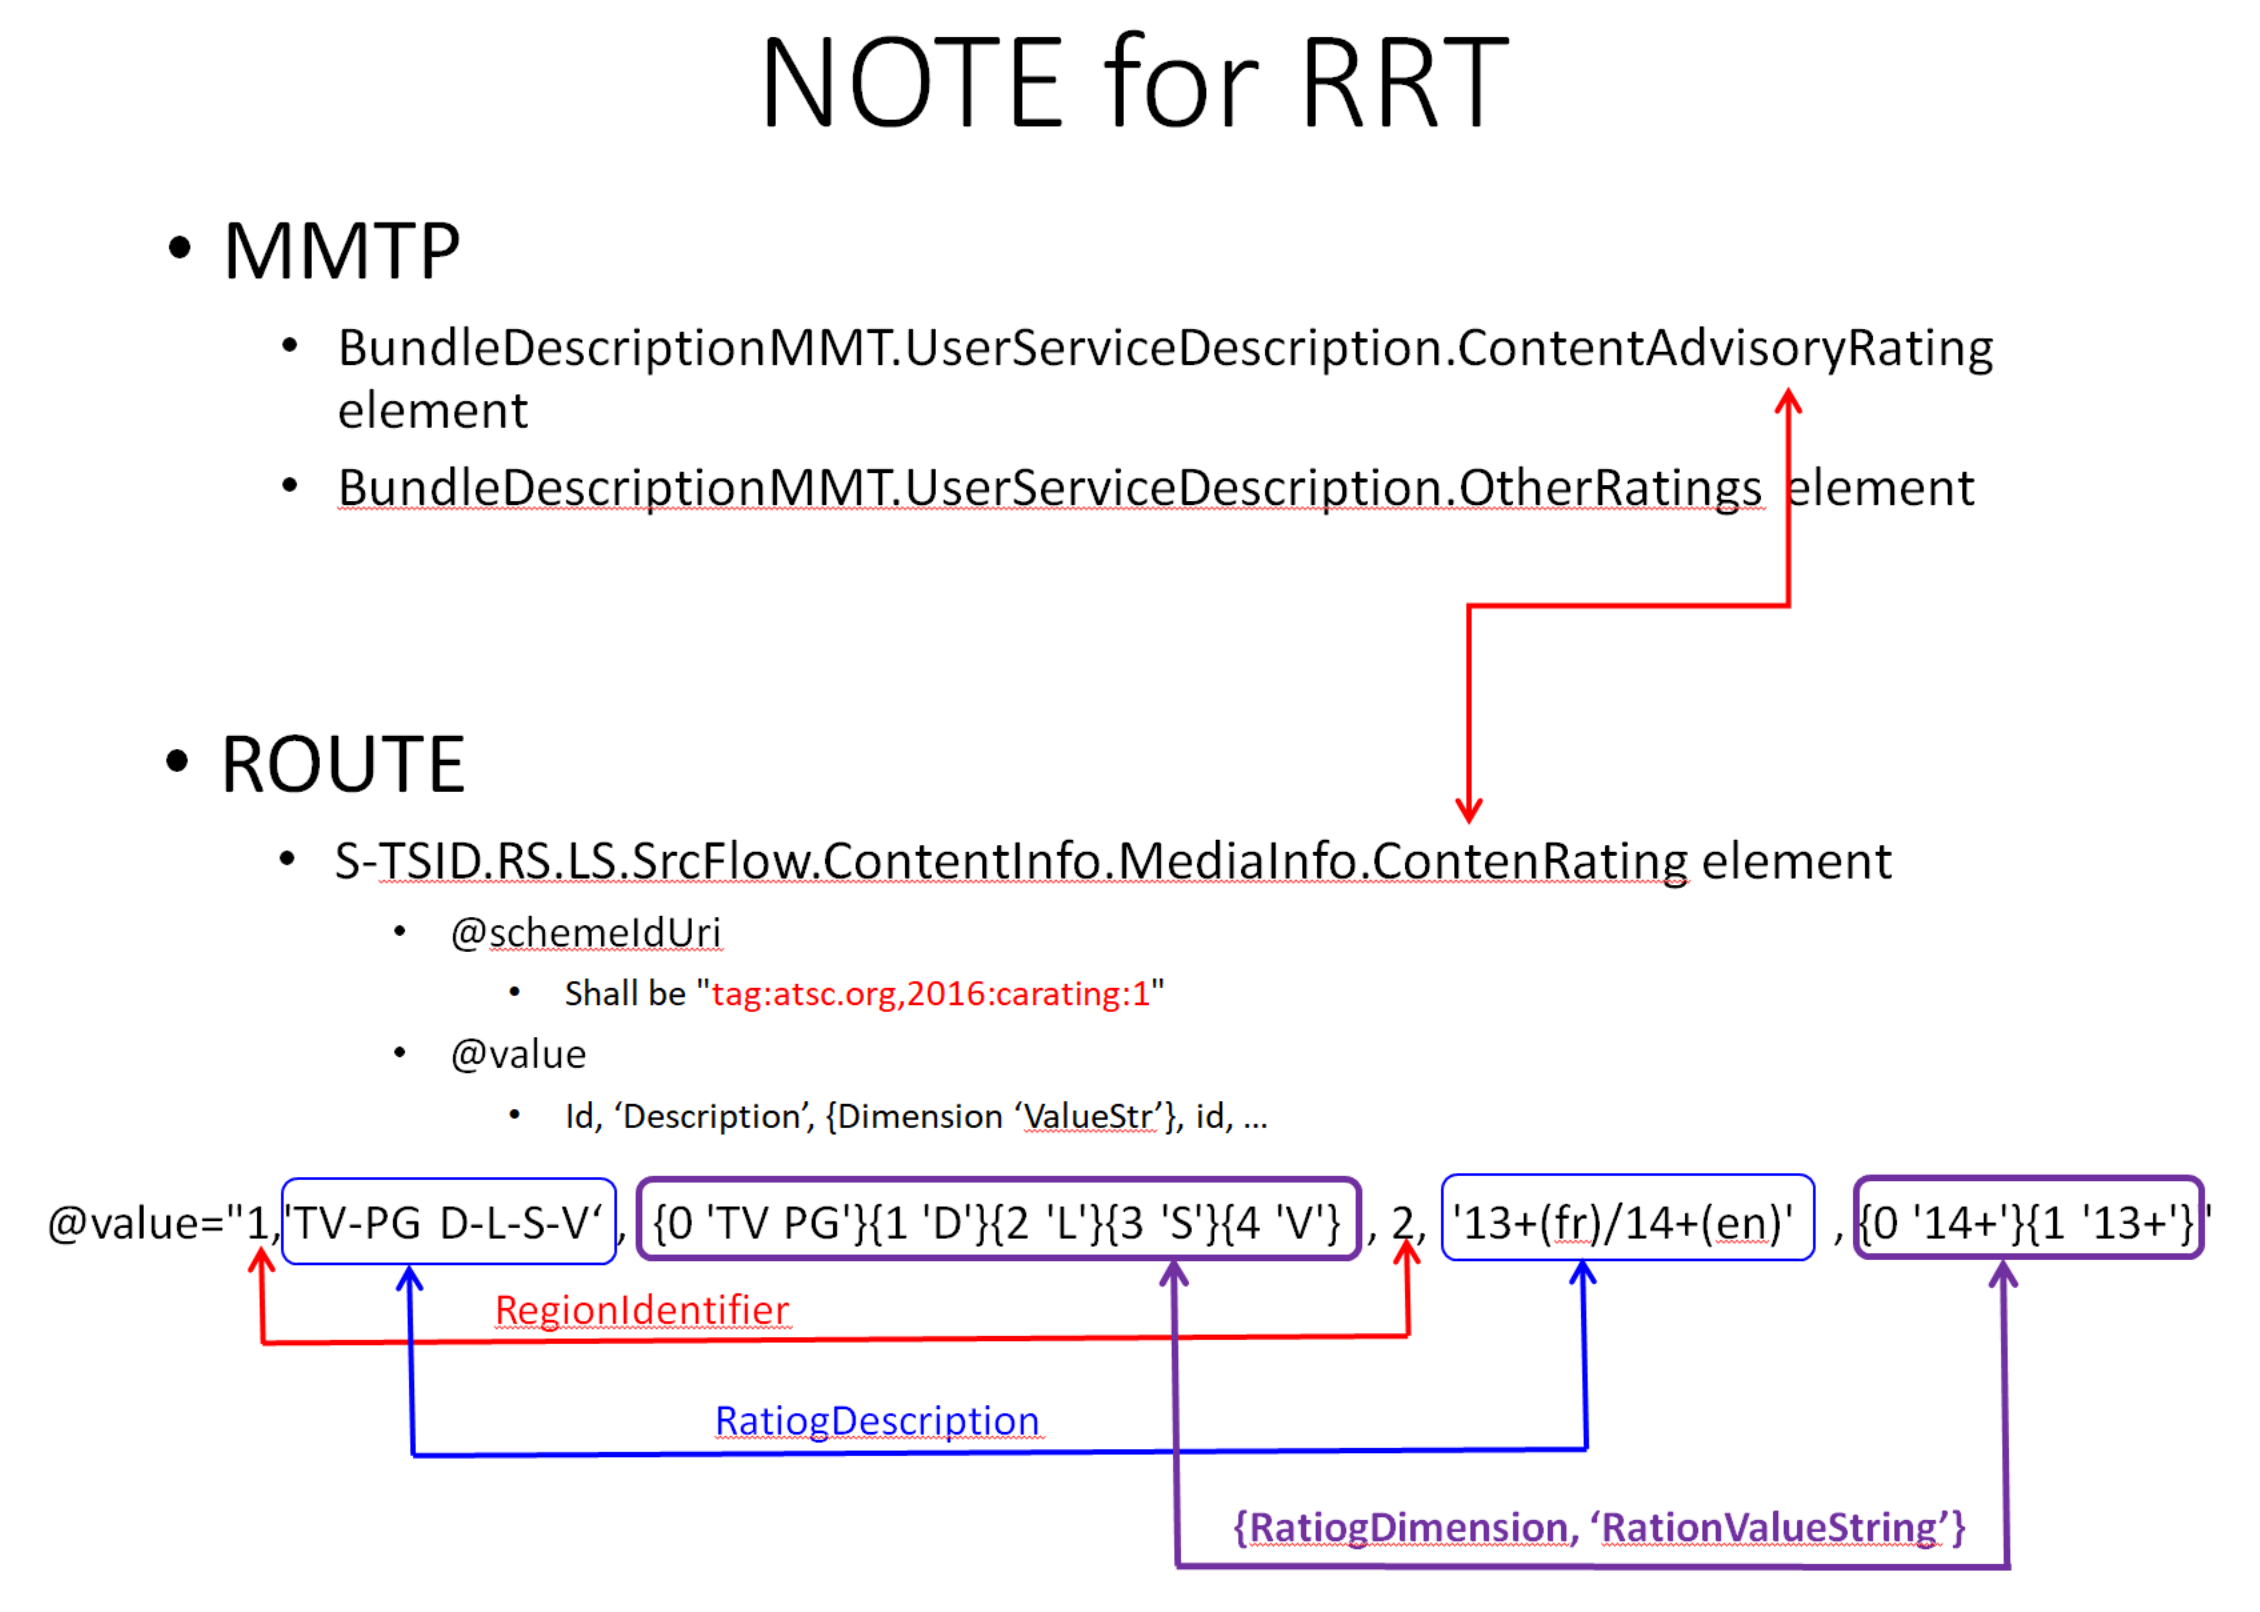 NOTE for RRT
• MMTP
• BundleDescriptionMMT.UserServiceDescription.ContentAdvisoryRating
element
• BundleDescriptionMMT.UserServiceDescription.OtherRatings element
• ROUTE
• S-TSID.RS.LS.SrcFlow.ContentInfo.MediaInfo.ContenRating element
• @schemeIdUri
• Shall be "tag:atsc.org,2016:carating:1"
• @value
• Id, ‘Description’, {Dimension ‘ValueStr’}, id, ...
@value="1,'TV-PG D-L-S-V‘, {0 'TV PG'}{1 'D'}{2 'L'}{3 'S'}{4 'V'} , 2, '13+(fr)/14+(en)' , {0 '14+'}{1 '13+'}"
RegionIdentifier
RatiogDescription
{RatiogDimension, ‘RationValueString’}